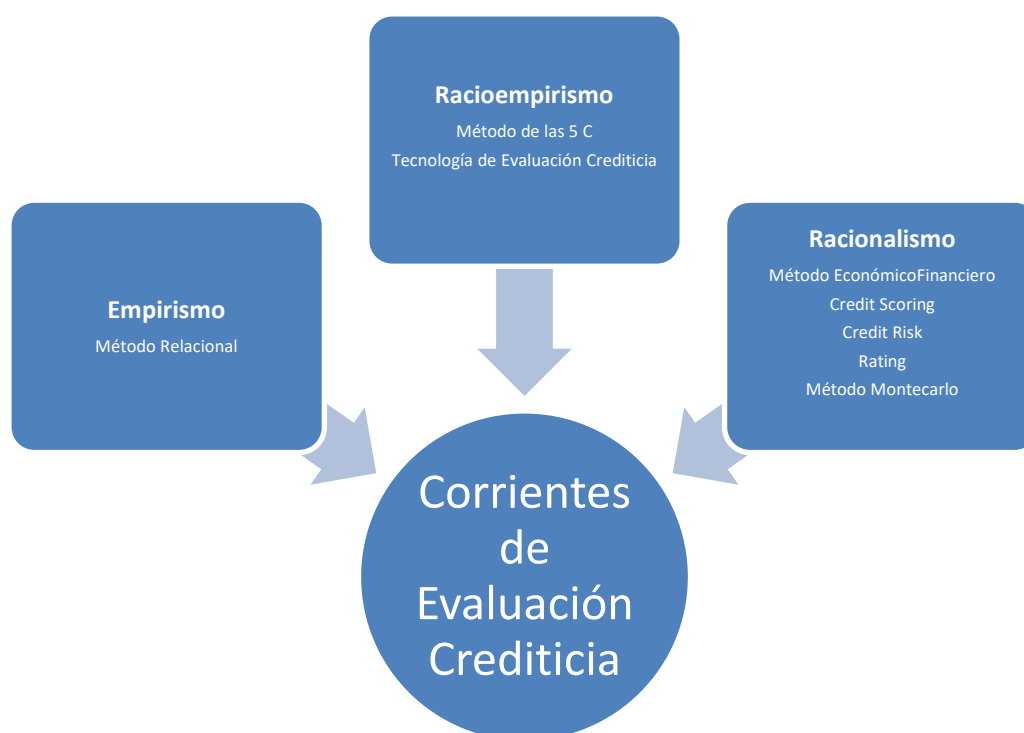 Racioempirismo
Método de las 5 C
Tecnología de Evaluación Crediticia
Empirismo
Método Relacional
Racionalismo
Método EconómicoFinanciero
Credit Scoring
Credit Risk
Rating
Método Montecarlo
Corrientes
de
Evaluación
Crediticia